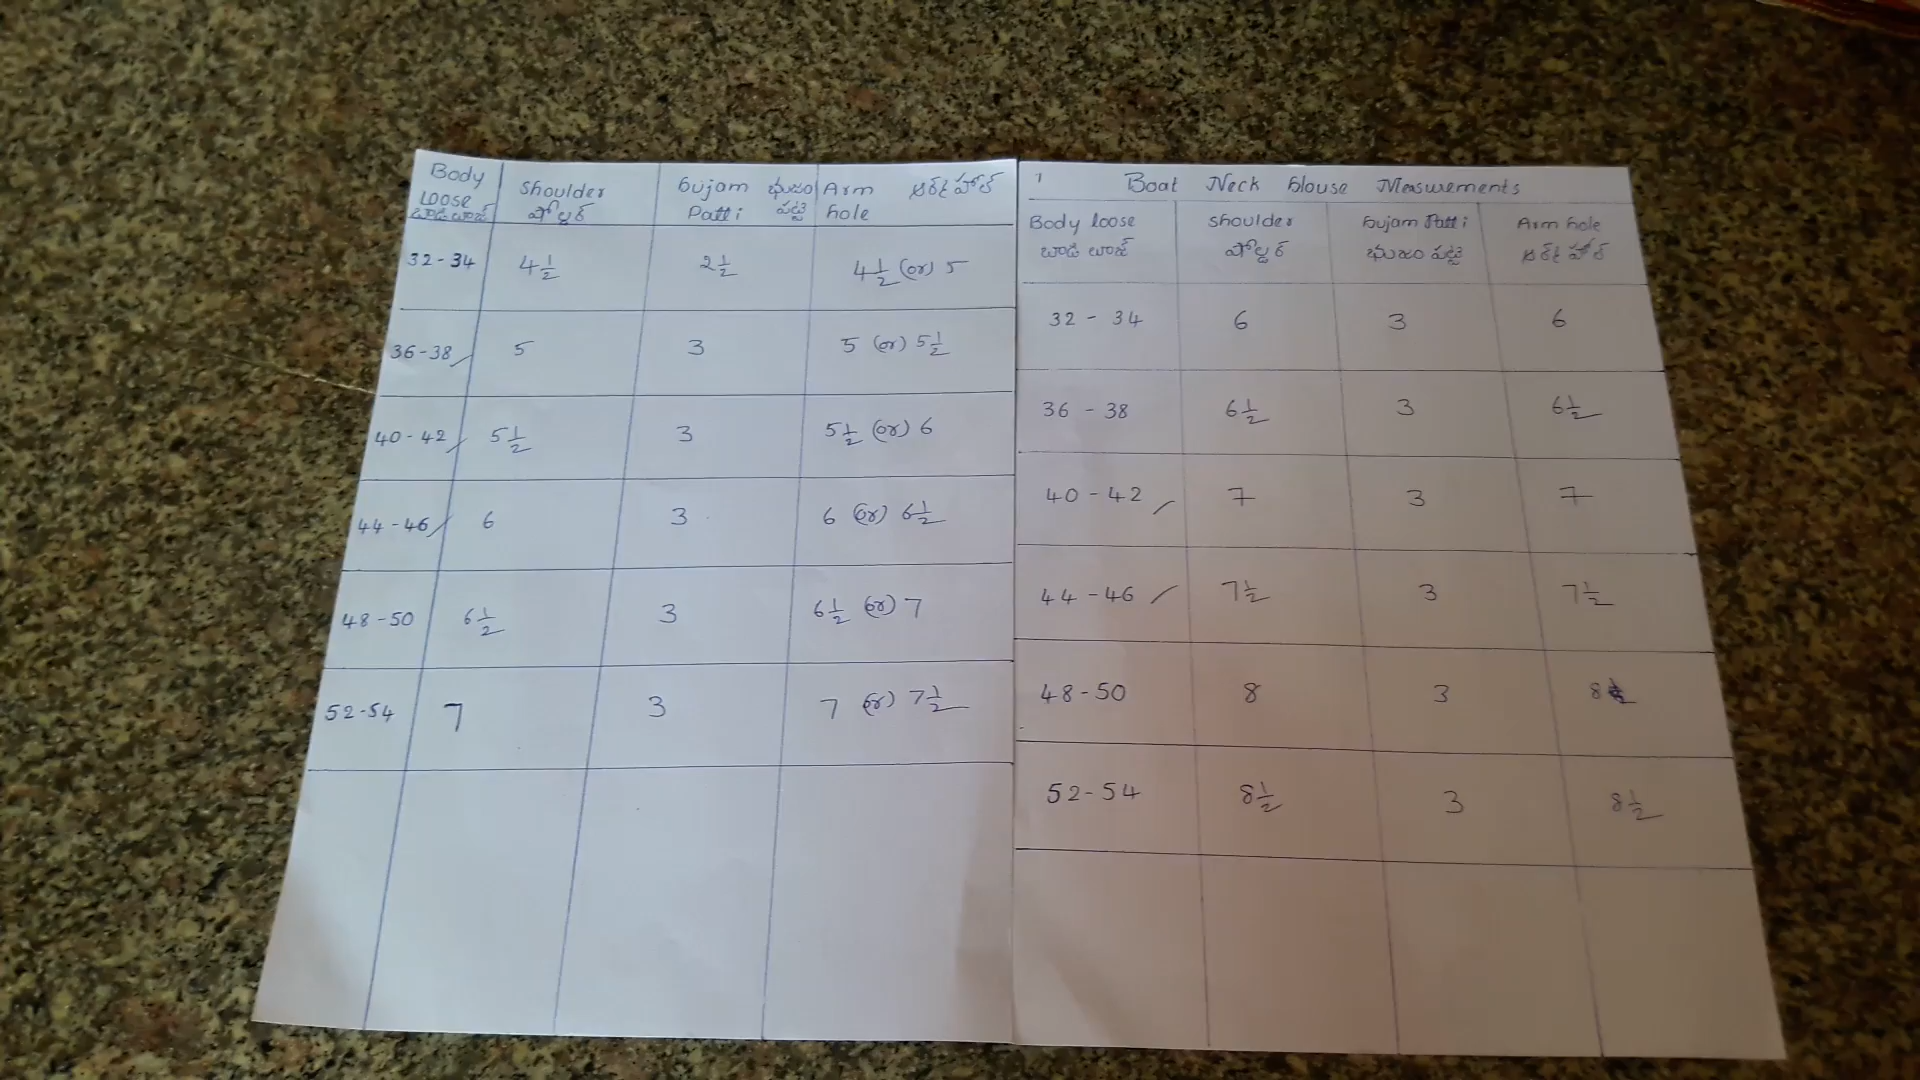 Body loose బాడి లూజ్ | Shoulder షోల్డర్ | bujam Patti భుజం పట్టి | Arm hole ఆర్మ్ హోల్
32-34 | 4½ | 2½ | 4½ (or) 5
36-38 | 5 | 3 | 5 (or) 5½
40-42 | 5½ | 3 | 5½ (or) 6
44-46 | 6 | 3 | 6 (or) 6½
48-50 | 6½ | 3 | 6½ (or) 7
52-54 | 7 | 3 | 7 (or) 7½
Boat Neck blouse Measurements
Body loose బాడి లూజ్ | Shoulder షోల్డర్ | bujam Patti భుజం పట్టి | Arm hole ఆర్మ్ హోల్
32 - 34 | 6 | 3 | 6
36 - 38 | 6½ | 3 | 6½
40 - 42 | 7 | 3 | 7
44 - 46 | 7½ | 3 | 7½
48-50 | 8 | 3 | 8
52-54 | 8½ | 3 | 8½